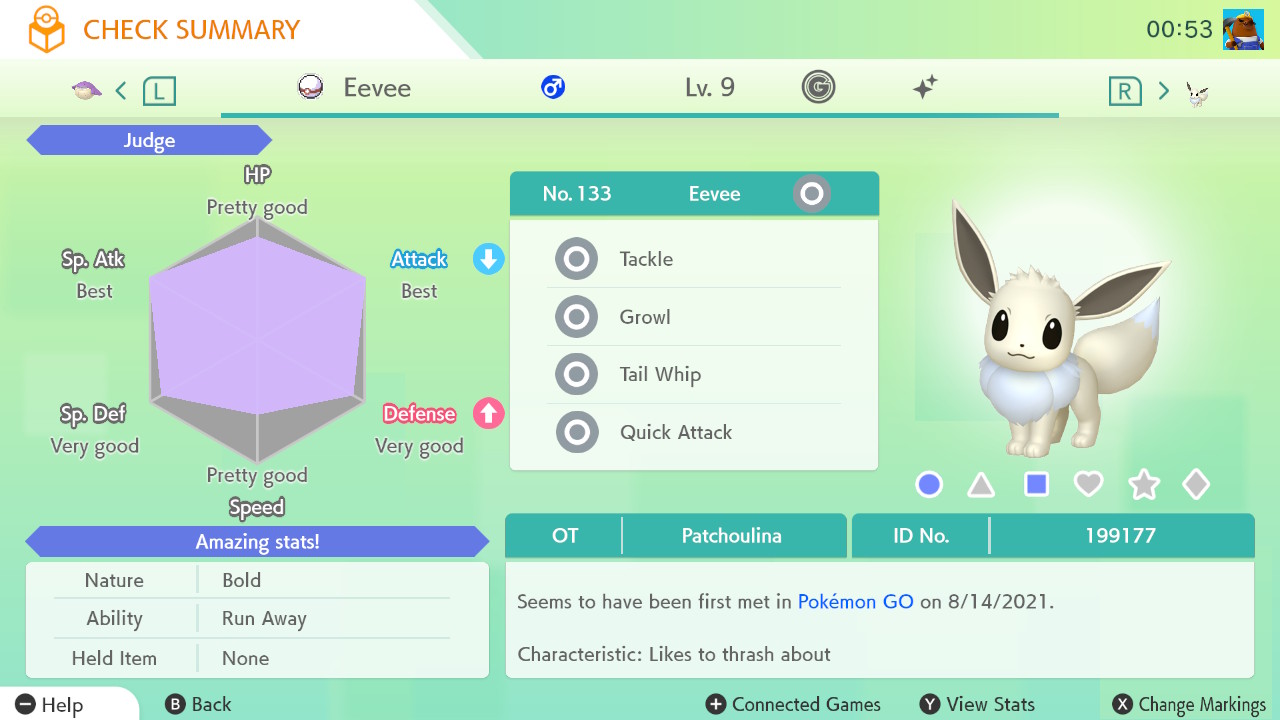 CHECK SUMMARY
00:53
L
Eevee
Lv. 9
G
R
Judge
HP
Pretty good
Sp. Atk
Best
Attack
Best
Sp. Def
Very good
Defense
Very good
Pretty good
Speed
Amazing stats!
Nature Bold
Ability Run Away
Held Item None
No. 133 Eevee
Tackle
Growl
Tail Whip
Quick Attack
OT Patchoulina ID No. 199177
Seems to have been first met in Pokémon GO on 8/14/2021.
Characteristic: Likes to thrash about
Help
B Back
Connected Games
Y View Stats
X Change Markings